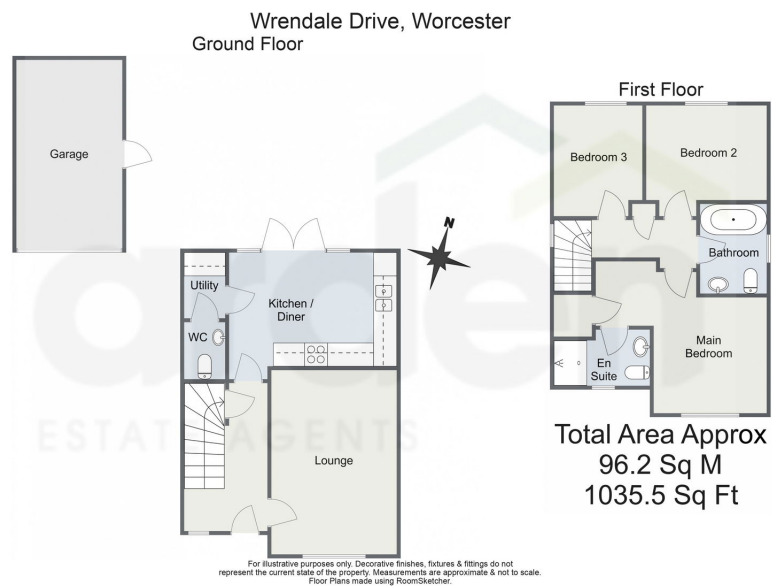 Wrendale Drive, Worcester
Ground Floor
First Floor
Garage
Bedroom 3
Bedroom 2
Bathroom
Utility
Kitchen /
Diner
WC
N
Main
Bedroom
En
Suite
Lounge
arden
ESTATE AGENTS
Total Area Approx
96.2 Sq M
1035.5 Sq Ft
For illustrative purposes only. Decorative finishes, fixtures & fittings do not
represent the current state of the property. Measurements are approximate & not to scale.
Floor Plans made using RoomSketcher.